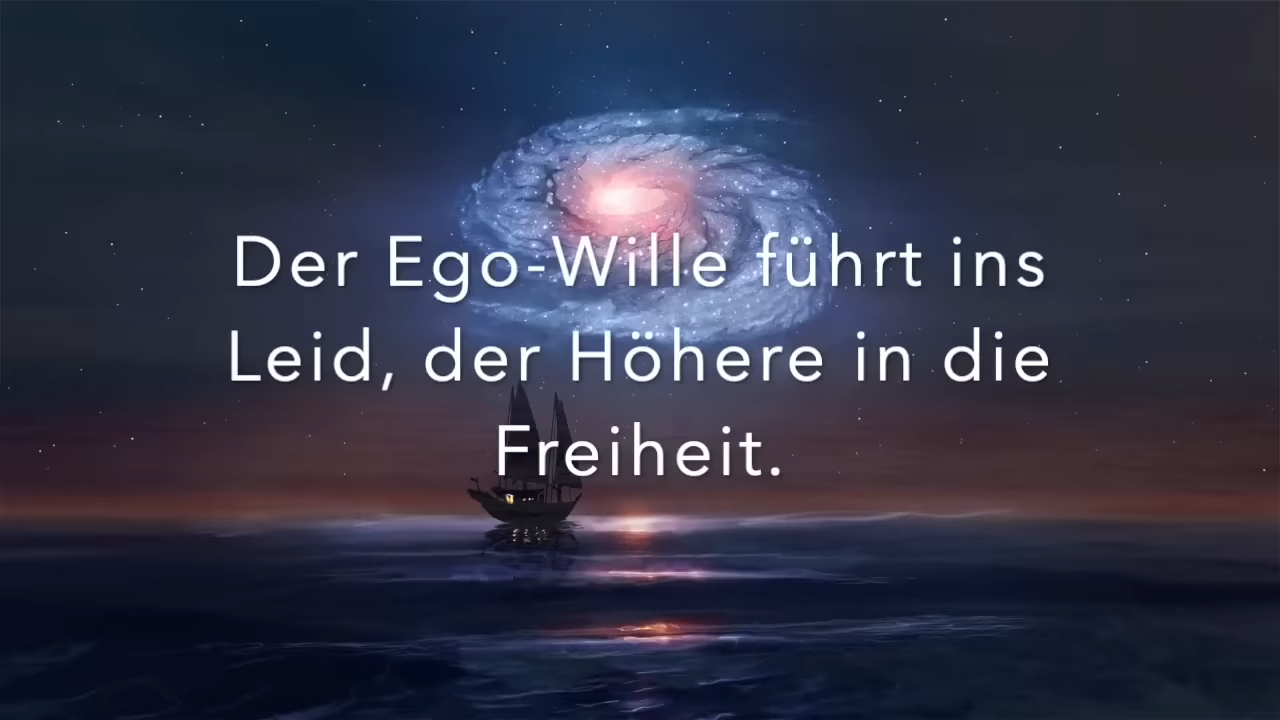 Der Ego-Wille führt ins
Leid, der Höhere in die
Freiheit.